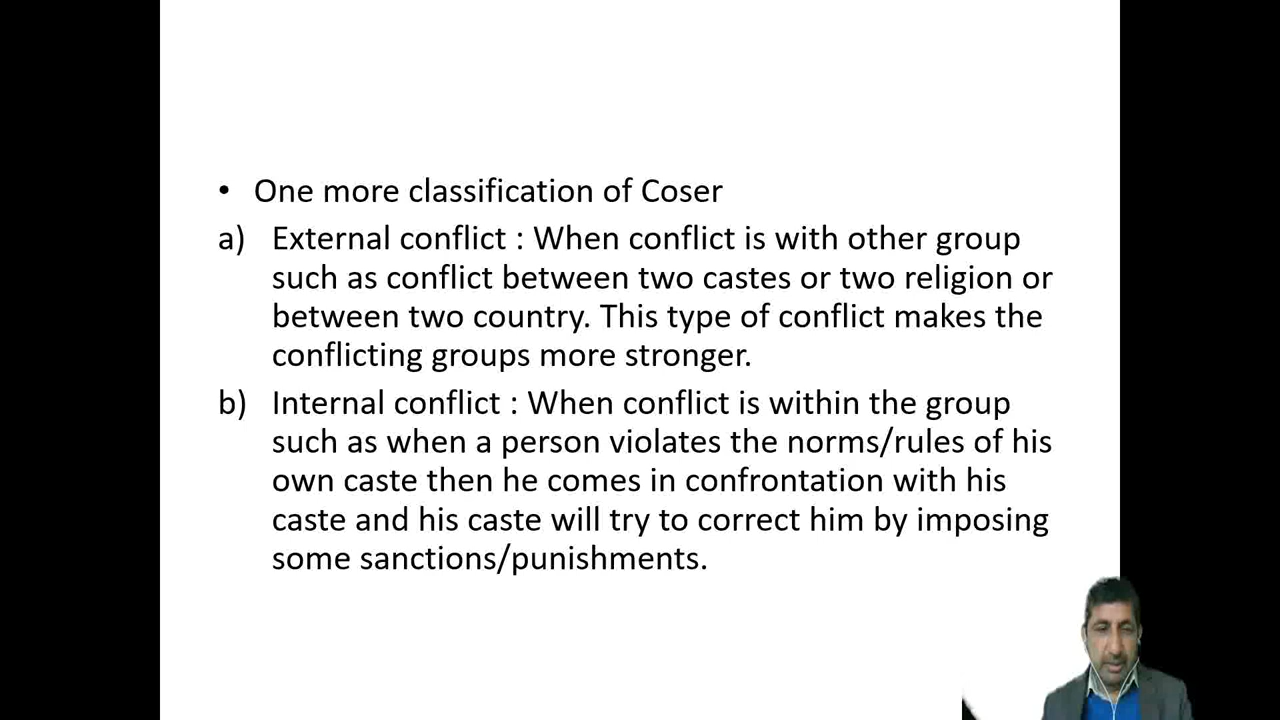 • One more classification of Coser
a) External conflict : When conflict is with other group
such as conflict between two castes or two religion or
between two country. This type of conflict makes the
conflicting groups more stronger.
b) Internal conflict : When conflict is within the group
such as when a person violates the norms/rules of his
own caste then he comes in confrontation with his
caste and his caste will try to correct him by imposing
some sanctions/punishments.